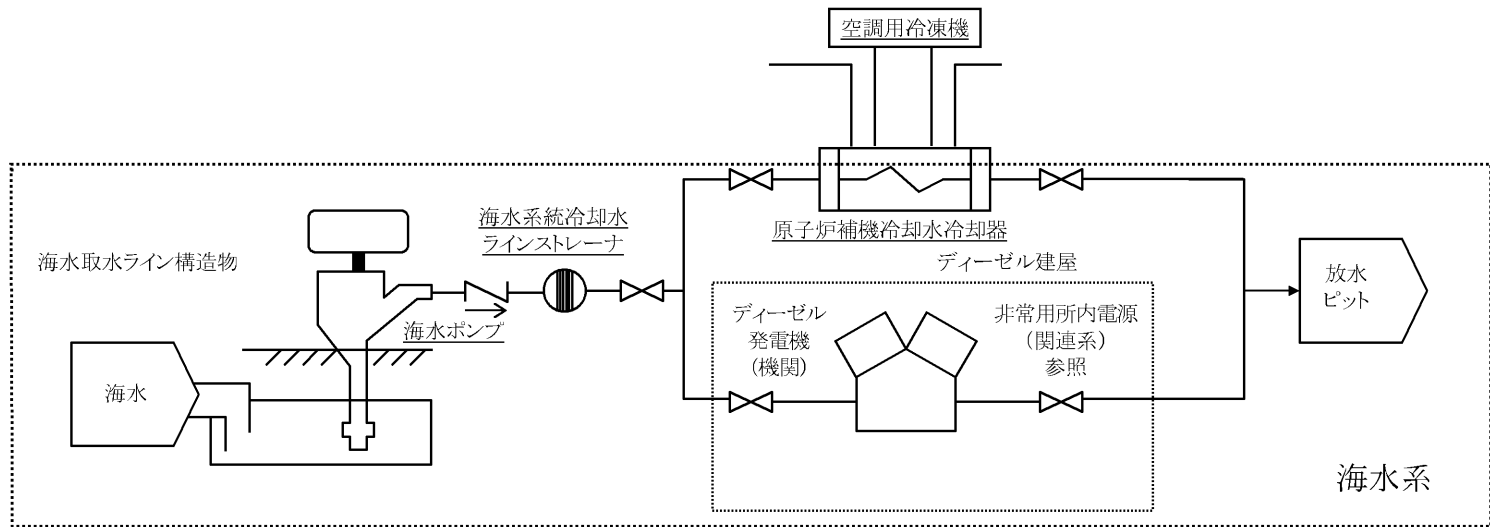 空調用冷凍機
海水系統冷却水
ラインストレーナ
原子炉補機冷却水冷却器
海水取水ライン構造物
ディーゼル建屋
放水
ピット
海水ポンプ
ディーゼル
発電機
(機関)
非常用所内電源
(関連系)
参照
海水
海水系